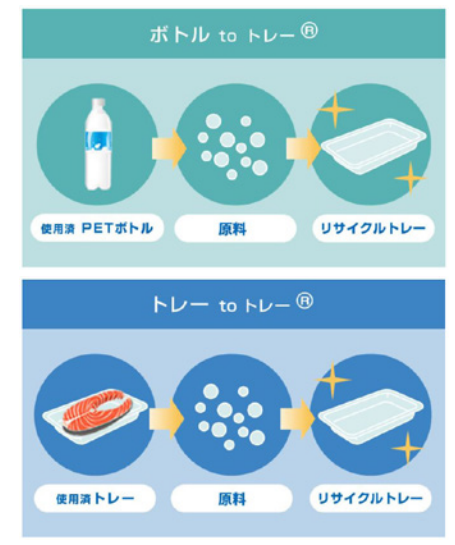 ボトル to トレー®
使用済 PETボトル
原料
リサイクルトレー
トレー to トレー®
使用済トレー
原料
リサイクルトレー